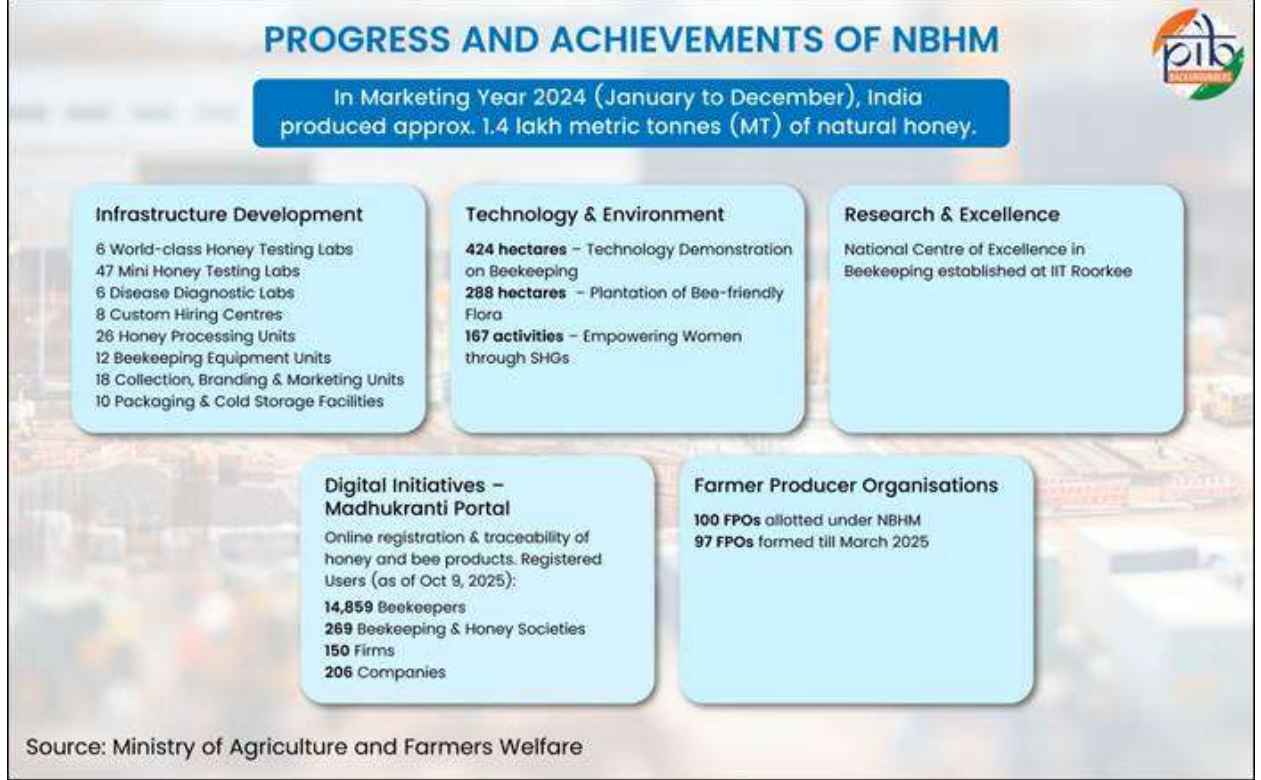 PROGRESS AND ACHIEVEMENTS OF NBHM
pib
BACKGROUNDERS
In Marketing Year 2024 (January to December), India
produced approx. 1.4 lakh metric tonnes (MT) of natural honey.
Infrastructure Development
6 World-class Honey Testing Labs
47 Mini Honey Testing Labs
6 Disease Diagnostic Labs
8 Custom Hiring Centres
26 Honey Processing Units
12 Beekeeping Equipment Units
18 Collection, Branding & Marketing Units
10 Packaging & Cold Storage Facilities
Technology & Environment
424 hectares – Technology Demonstration
on Beekeeping
288 hectares – Plantation of Bee-friendly
Flora
167 activities – Empowering Women
through SHGs
Research & Excellence
National Centre of Excellence in
Beekeeping established at IIT Roorkee
Digital Initiatives –
Madhukranti Portal
Online registration & traceability of
honey and bee products. Registered
Users (as of Oct 9, 2025):
14,859 Beekeepers
269 Beekeeping & Honey Societies
150 Firms
206 Companies
Farmer Producer Organisations
100 FPOs allotted under NBHM
97 FPOs formed till March 2025
Source: Ministry of Agriculture and Farmers Welfare